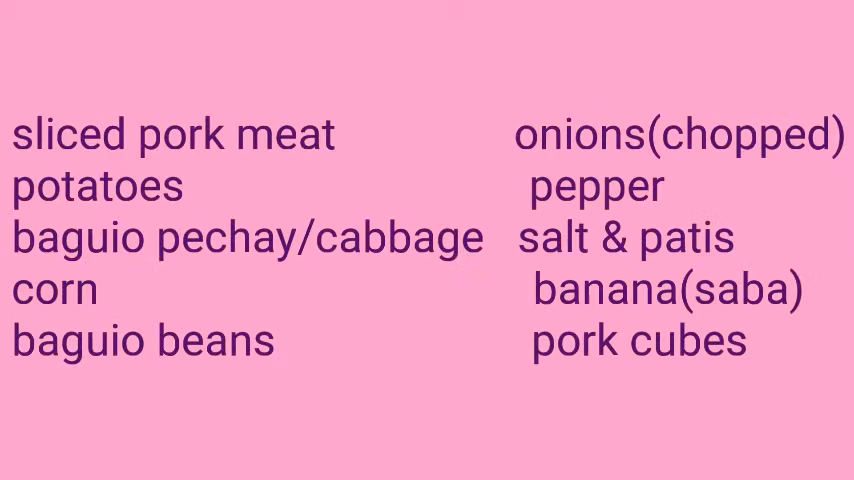 sliced pork meat
potatoes
baguio pechay/cabbage
corn
baguio beans
onions(chopped)
pepper
salt & patis
banana(saba)
pork cubes